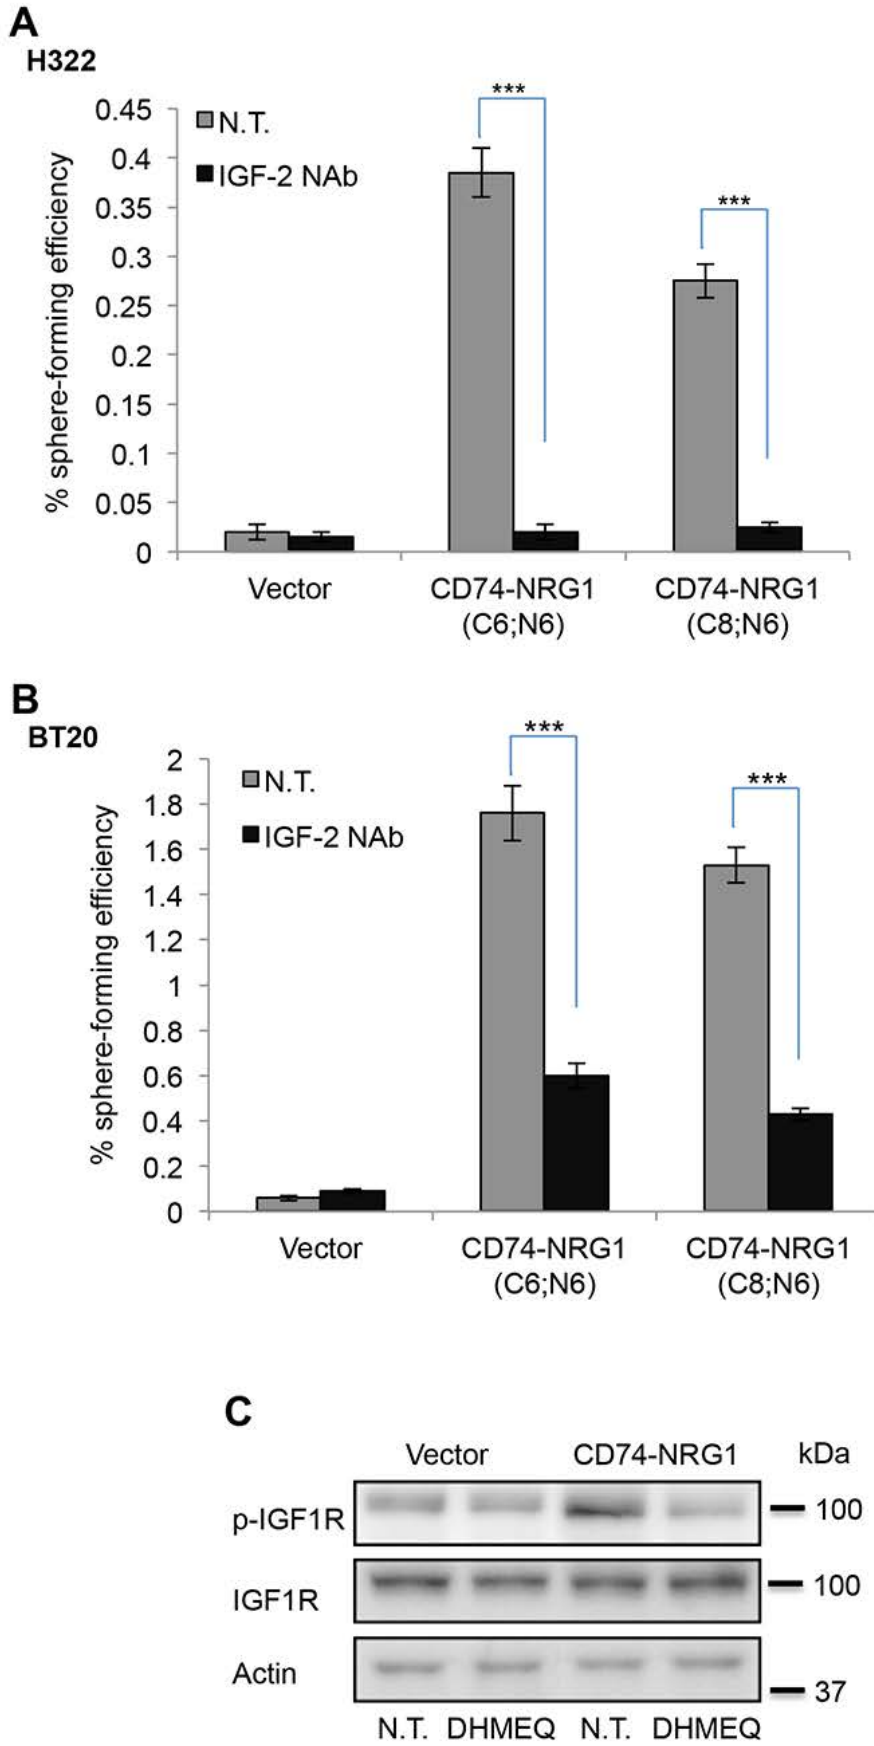 A
H322
% sphere-forming efficiency
0.45
0.4
0.35
0.3
0.25
0.2
0.15
0.1
0.05
0
N.T.
IGF-2 NAb
***
***
Vector
CD74-NRG1
(C6;N6)
CD74-NRG1
(C8;N6)
B
BT20
% sphere-forming efficiency
2
1.8
1.6
1.4
1.2
1
0.8
0.6
0.4
0.2
0
N.T.
IGF-2 NAb
***
***
Vector
CD74-NRG1
(C6;N6)
CD74-NRG1
(C8;N6)
C
Vector CD74-NRG1 kDa
p-IGF1R 100
IGF1R 100
Actin 37
N.T. DHMEQ N.T. DHMEQ